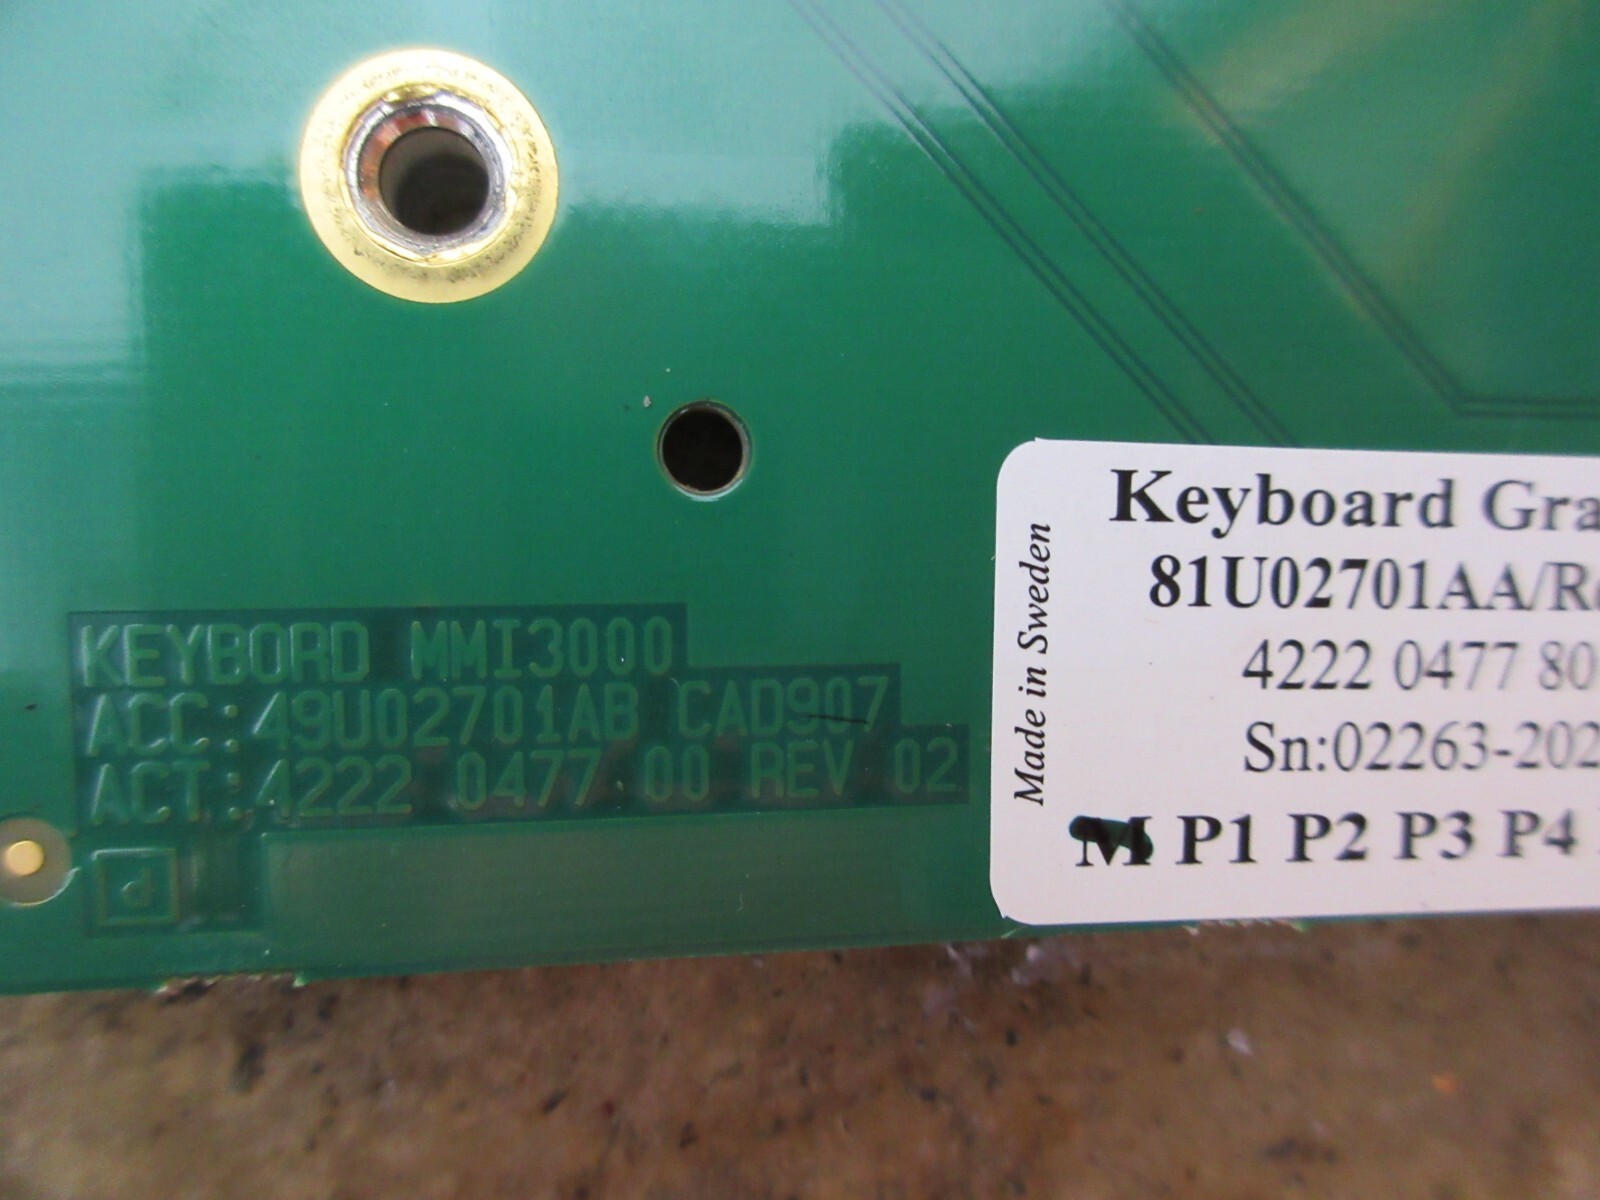 KEYBORD MMI3000
ACC:49U02701AB CAD907
ACT:4222 0477 00 REV 02
Made in Sweden
Keyboard Gra
81U02701AA/R
4222 0477 80
Sn:02263-202
M P1 P2 P3 P4